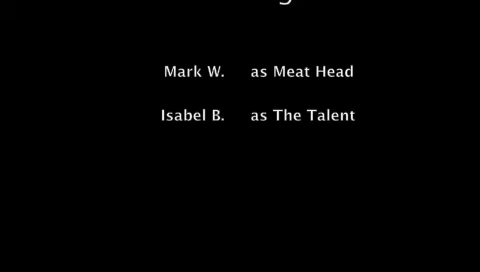 Mark W. as Meat Head
Isabel B. as The Talent